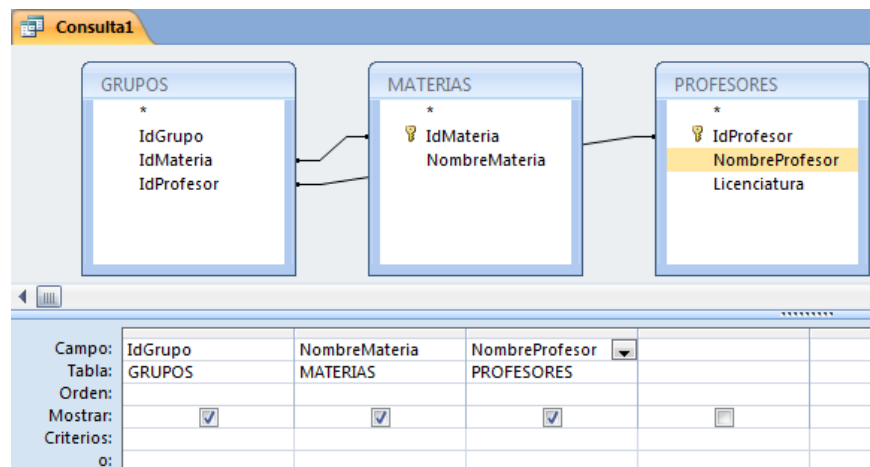 Consulta1
GRUPOS
*
IdGrupo
IdMateria
IdProfesor
MATERIAS
*
IdMateria
NombreMateria
PROFESORES
*
IdProfesor
NombreProfesor
Licenciatura
Campo: IdGrupo NombreMateria NombreProfesor
Tabla: GRUPOS MATERIAS PROFESORES
Orden:
Mostrar:
Criterios:
o: